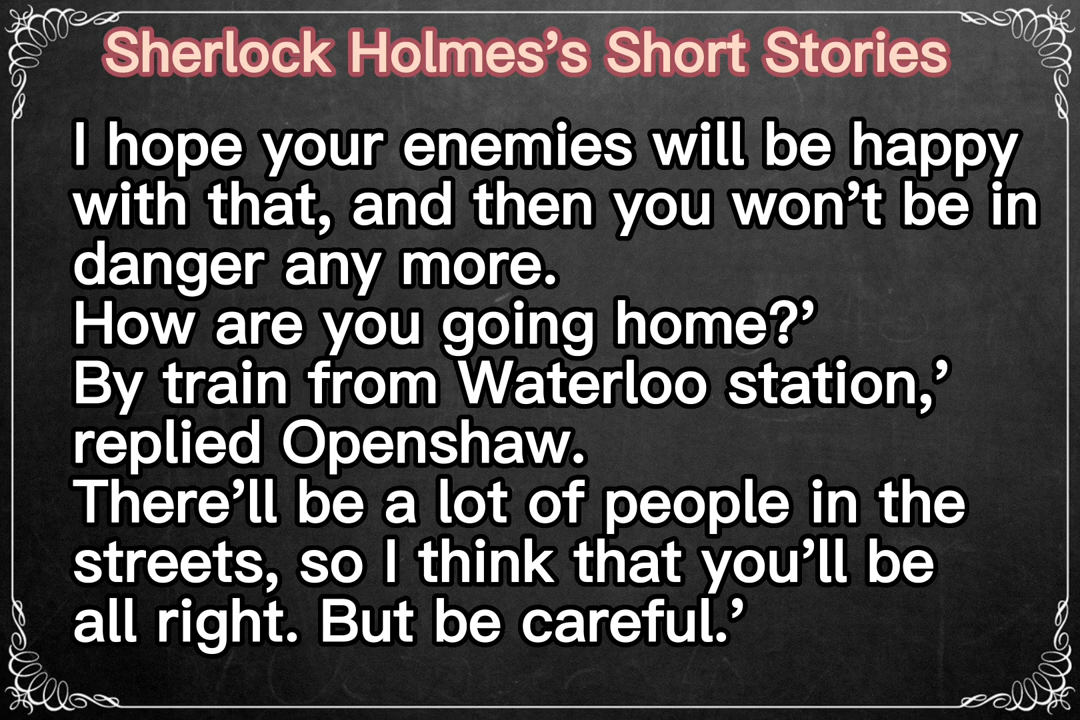 Sherlock Holmes’s Short Stories
I hope your enemies will be happy
with that, and then you won’t be in
danger any more.
How are you going home?’
By train from Waterloo station,’
replied Openshaw.
There’ll be a lot of people in the
streets, so I think that you’ll be
all right. But be careful.’